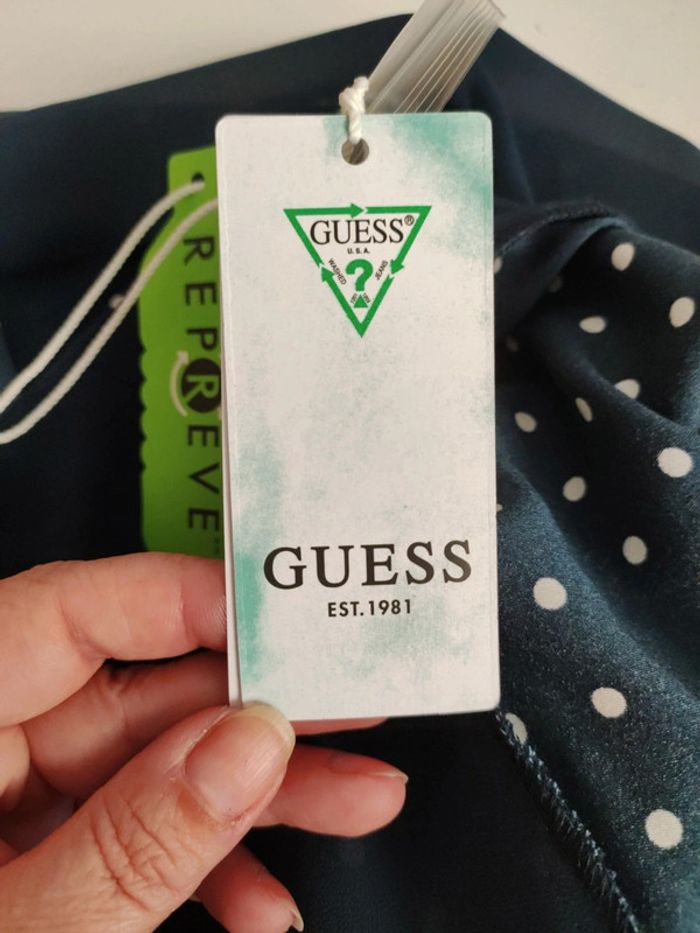 GUESS®
U.S.A.
WASHED
?
JEANS
GUESS
EST.1981
REPREVE